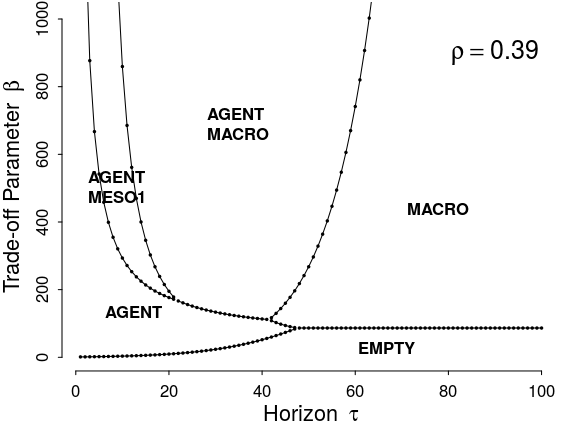 1000
800
600
400
200
0
Trade-off Parameter β
ρ = 0.39
AGENT
MACRO
AGENT
MESO1
MACRO
AGENT
EMPTY
0 20 40 60 80 100
Horizon τ